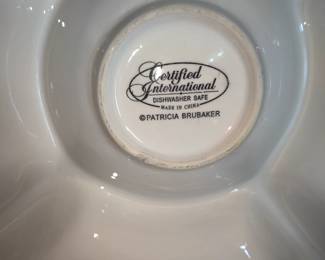 Certified
International
DISHWASHER SAFE
MADE IN CHINA
©PATRICIA BRUBAKER